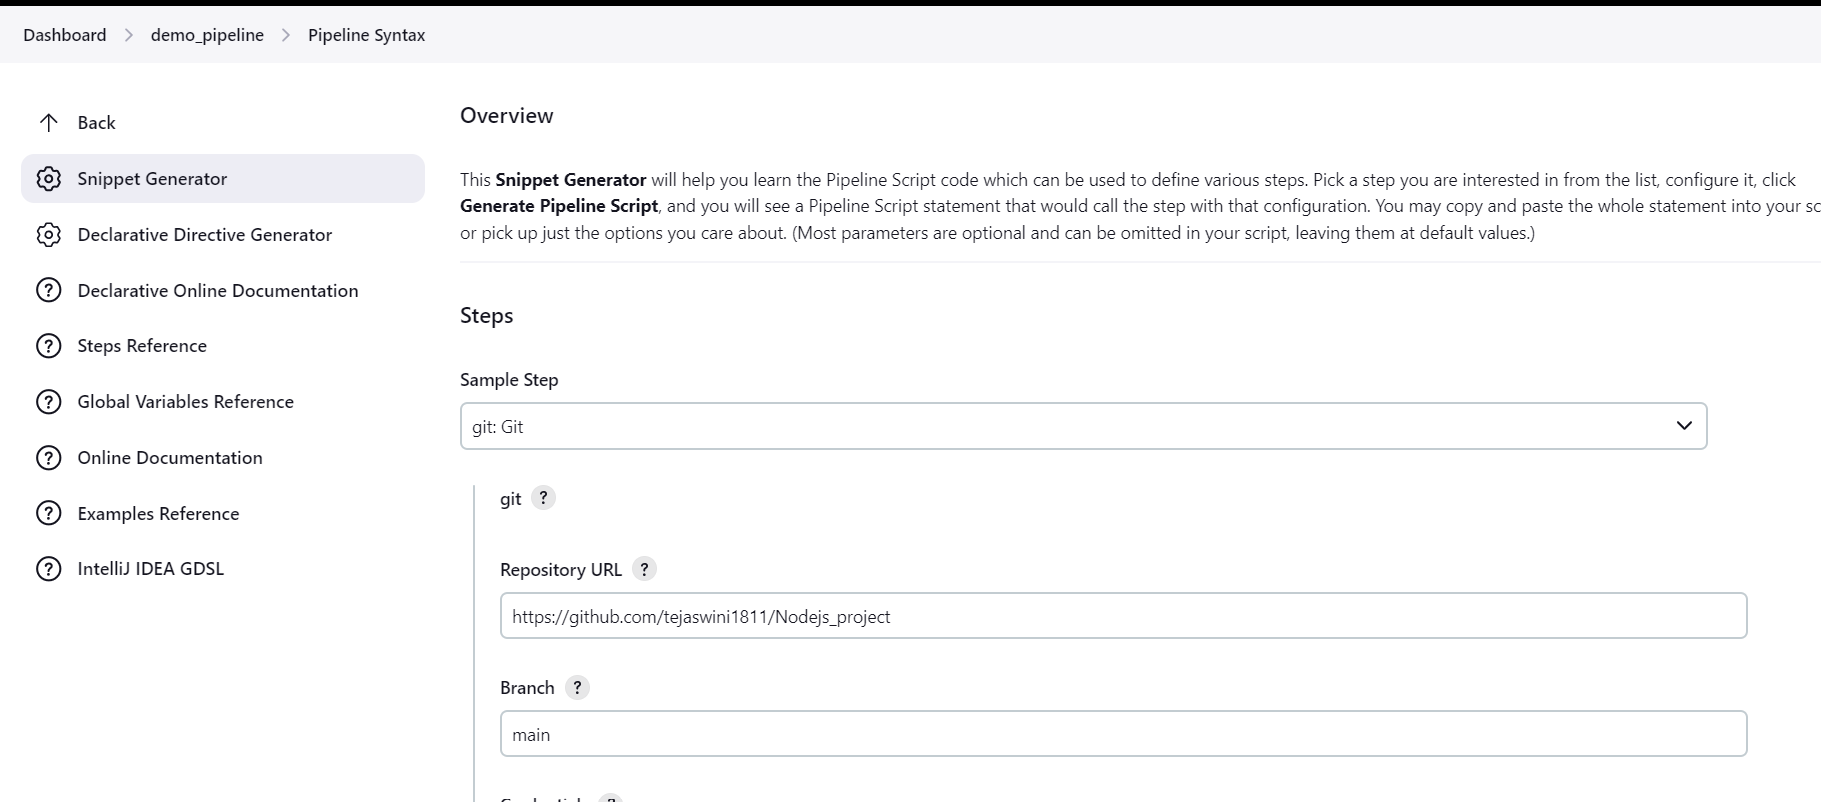 Dashboard > demo_pipeline > Pipeline Syntax
Back
Snippet Generator
Declarative Directive Generator
Declarative Online Documentation
Steps Reference
Global Variables Reference
Online Documentation
Examples Reference
IntelliJ IDEA GDSL
Overview
This Snippet Generator will help you learn the Pipeline Script code which can be used to define various steps. Pick a step you are interested in from the list, configure it, click
Generate Pipeline Script, and you will see a Pipeline Script statement that would call the step with that configuration. You may copy and paste the whole statement into your sc
or pick up just the options you care about. (Most parameters are optional and can be omitted in your script, leaving them at default values.)
Steps
Sample Step
git: Git
git ?
Repository URL ?
https://github.com/tejaswini1811/Nodejs_project
Branch ?
main